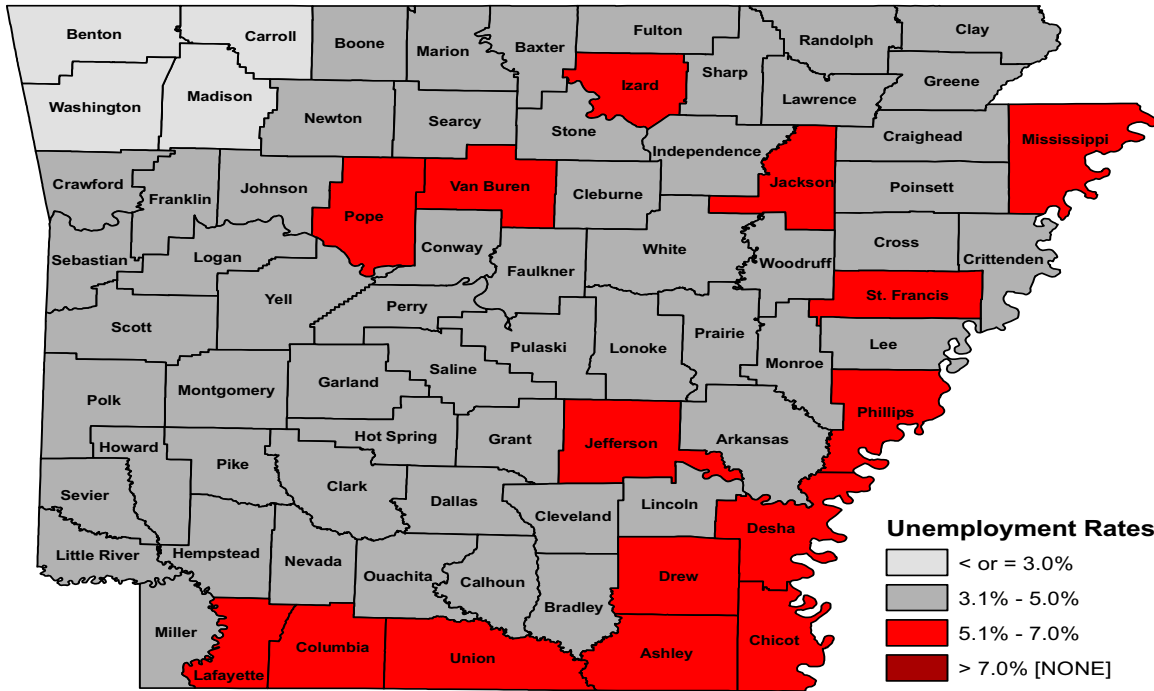 Benton
Carroll
Boone
Marion
Baxter
Fulton
Randolph
Clay
Washington
Madison
Newton
Searcy
Stone
Izard
Sharp
Lawrence
Greene
Craighead
Mississippi
Independence
Jackson
Poinsett
Crawford
Franklin
Johnson
Pope
Van Buren
Cleburne
White
Woodruff
Cross
Crittenden
Sebastian
Logan
Conway
Faulkner
Yell
Perry
St. Francis
Scott
Pulaski
Lonoke
Prairie
Monroe
Lee
Saline
Garland
Montgomery
Polk
Phillips
Hot Spring
Grant
Jefferson
Arkansas
Howard
Pike
Clark
Dallas
Cleveland
Lincoln
Desha
Sevier
Little River
Hempstead
Nevada
Ouachita
Calhoun
Bradley
Drew
Miller
Lafayette
Columbia
Union
Ashley
Chicot
Unemployment Rates
< or = 3.0%
3.1% - 5.0%
5.1% - 7.0%
> 7.0% [NONE]